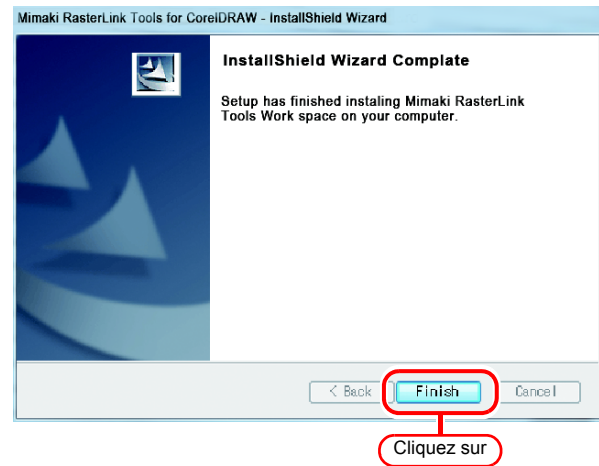 Mimaki RasterLink Tools for CorelDRAW - InstallShield Wizard
InstallShield Wizard Complate
Setup has finished instaling Mimaki RasterLink
Tools Work space on your computer.
< Back
Finish
Cancel
Cliquez sur